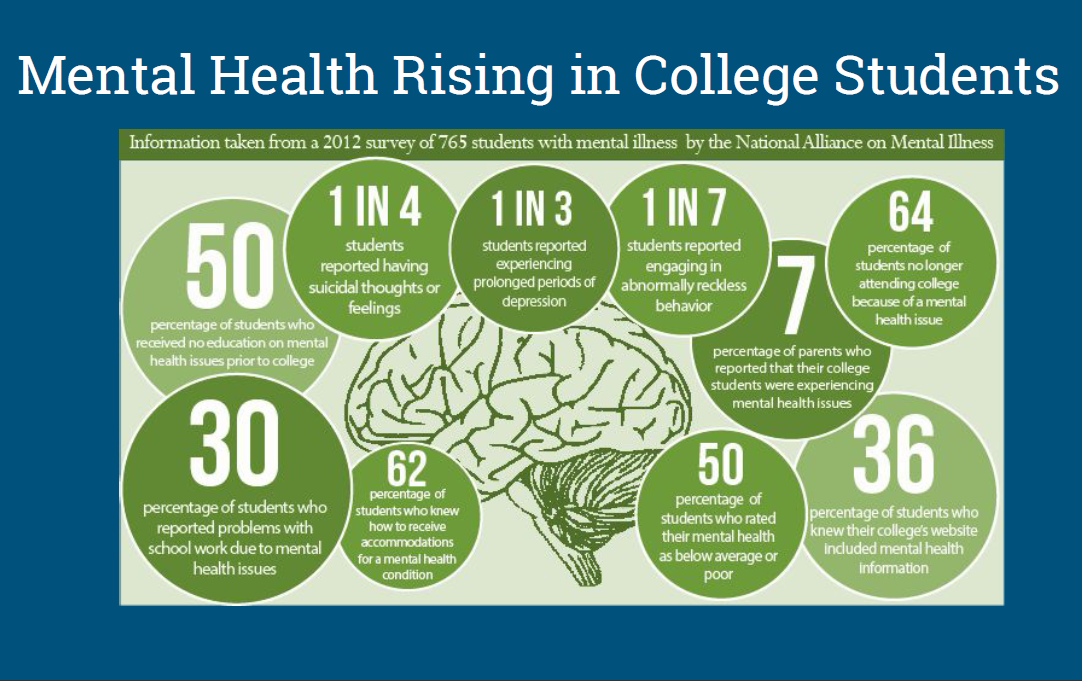 Mental Health Rising in College Students
Information taken from a 2012 survey of 765 students with mental illness by the National Alliance on Mental Illness
50
percentage of students who
received no education on mental
health issues prior to college
1 IN 4
students
reported having
suicidal thoughts or
feelings
1 IN 3
students reported
experiencing
prolonged periods of
depression
1 IN 7
students reported
engaging in
abnormally reckless
behavior
7
percentage of parents who
reported that their college
students were experiencing
mental health issues
64
percentage of
students no longer
attending college
because of a mental
health issue
30
percentage of students who
reported problems with
school work due to mental
health issues
62
percentage of
students who knew
how to receive
accommodations
for a mental health
condition
50
percentage of
students who rated
their mental health
as below average or
poor
36
percentage of students who
knew their college's website
included mental health
information